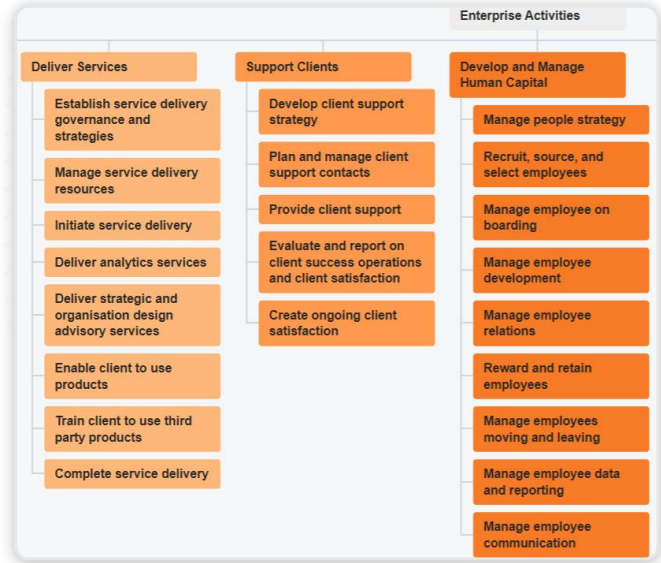 Enterprise Activities
Deliver Services
Establish service delivery
governance and
strategies
Manage service delivery
resources
Initiate service delivery
Deliver analytics services
Deliver strategic and
organisation design
advisory services
Enable client to use
products
Train client to use third
party products
Complete service delivery
Support Clients
Develop client support
strategy
Plan and manage client
support contacts
Provide client support
Evaluate and report on
client success operations
and client satisfaction
Create ongoing client
satisfaction
Develop and Manage
Human Capital
Manage people strategy
Recruit, source, and
select employees
Manage employee on
boarding
Manage employee
development
Manage employee
relations
Reward and retain
employees
Manage employees
moving and leaving
Manage employee data
and reporting
Manage employee
communication